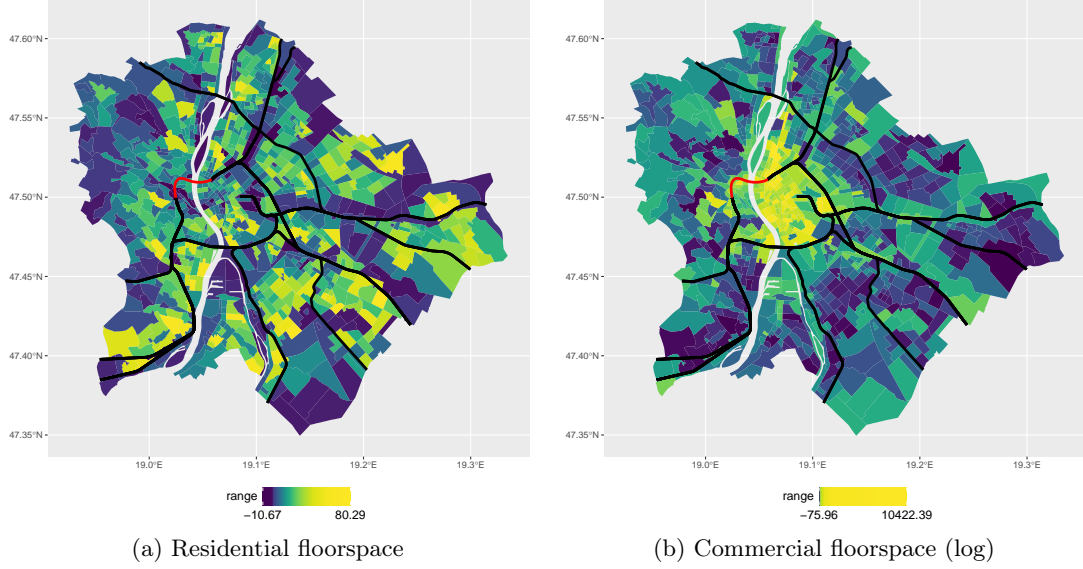 47.60°N
47.55°N
47.50°N
47.45°N
47.40°N
47.35°N
19.0°E 19.1°E 19.2°E 19.3°E
range
−10.67 80.29
(a) Residential floorspace
47.60°N
47.55°N
47.50°N
47.45°N
47.40°N
47.35°N
19.0°E 19.1°E 19.2°E 19.3°E
range
−75.96 10422.39
(b) Commercial floorspace (log)